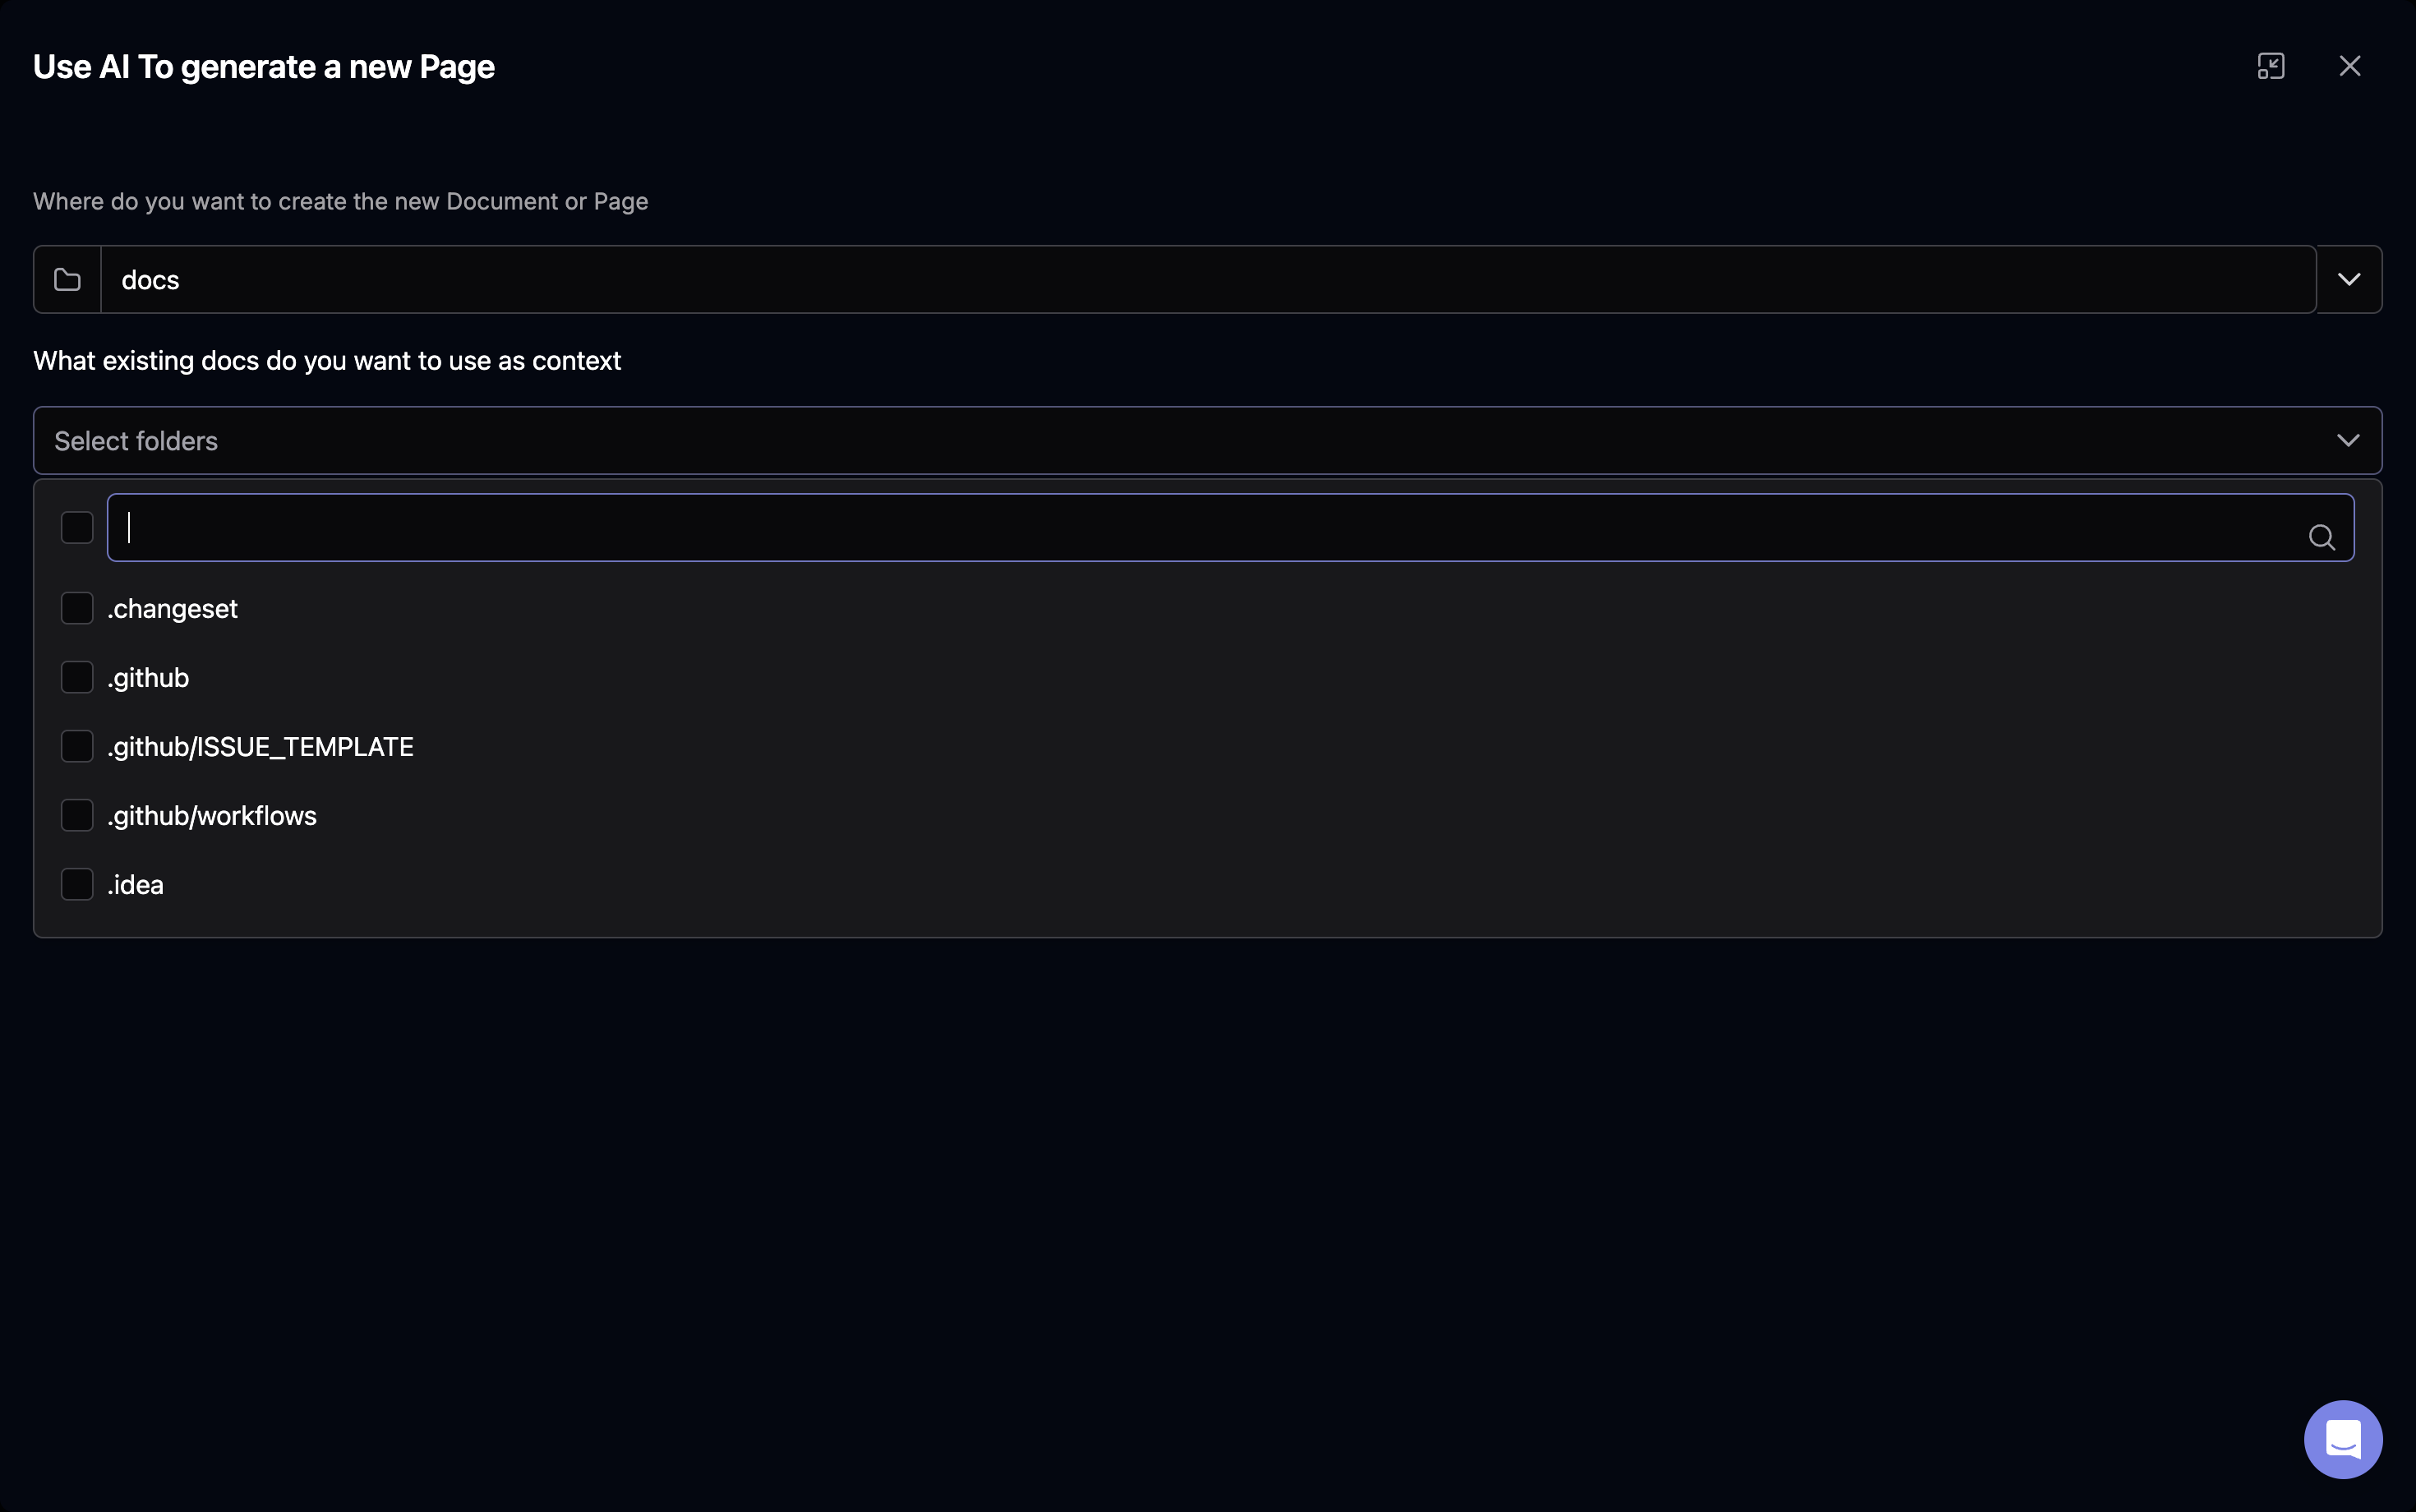 Use AI To generate a new Page
Where do you want to create the new Document or Page
docs
What existing docs do you want to use as context
Select folders
.changeset
.github
.github/ISSUE_TEMPLATE
.github/workflows
.idea